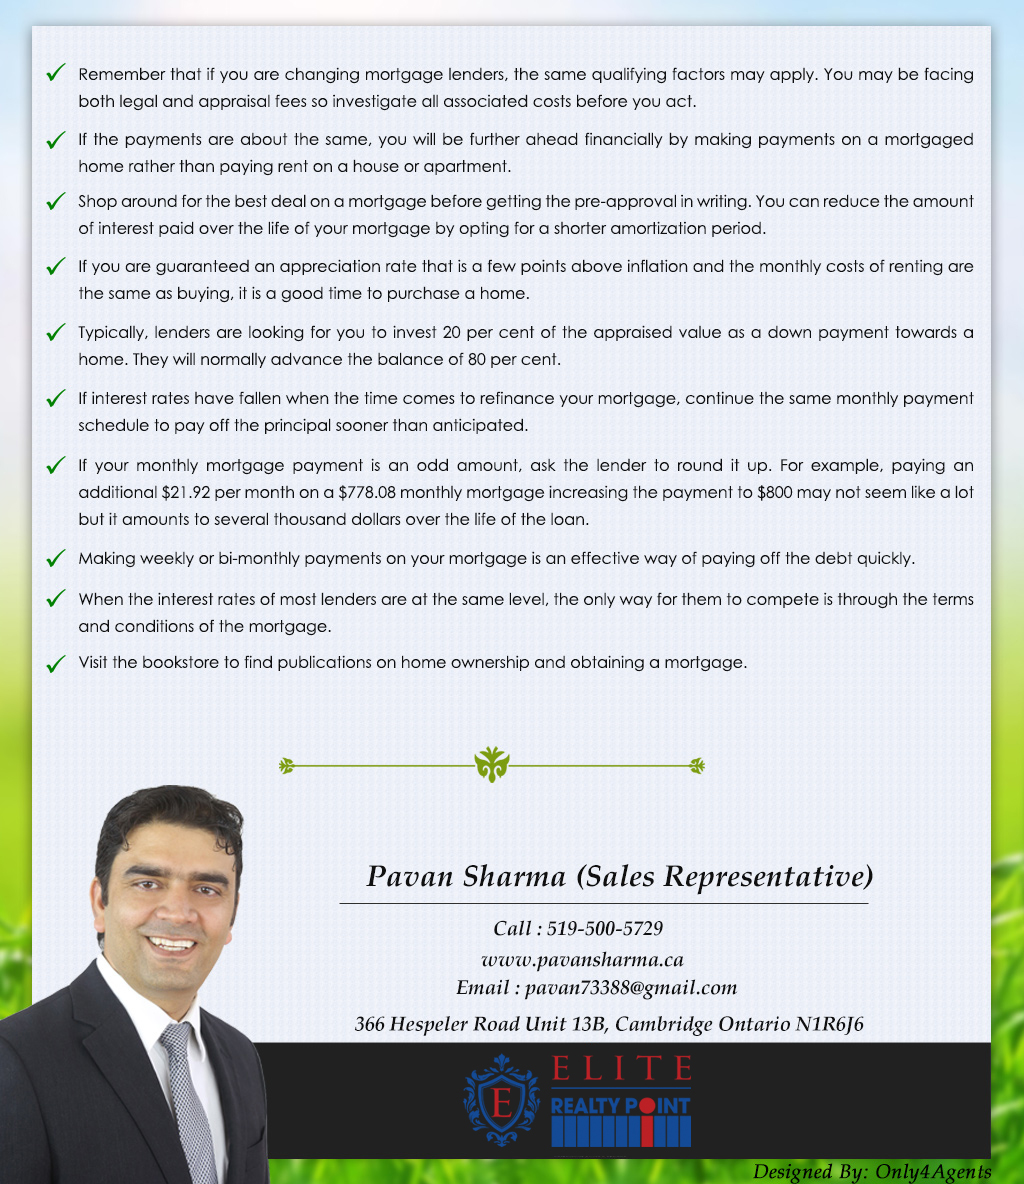 Remember that if you are changing mortgage lenders, the same qualifying factors may apply. You may be facing
both legal and appraisal fees so investigate all associated costs before you act.
If the payments are about the same, you will be further ahead financially by making payments on a mortgaged
home rather than paying rent on a house or apartment.
Shop around for the best deal on a mortgage before getting the pre-approval in writing. You can reduce the amount
of interest paid over the life of your mortgage by opting for a shorter amortization period.
If you are guaranteed an appreciation rate that is a few points above inflation and the monthly costs of renting are
the same as buying, it is a good time to purchase a home.
Typically, lenders are looking for you to invest 20 per cent of the appraised value as a down payment towards a
home. They will normally advance the balance of 80 per cent.
If interest rates have fallen when the time comes to refinance your mortgage, continue the same monthly payment
schedule to pay off the principal sooner than anticipated.
If your monthly mortgage payment is an odd amount, ask the lender to round it up. For example, paying an
additional $21.92 per month on a $778.08 monthly mortgage increasing the payment to $800 may not seem like a lot
but it amounts to several thousand dollars over the life of the loan.
Making weekly or bi-monthly payments on your mortgage is an effective way of paying off the debt quickly.
When the interest rates of most lenders are at the same level, the only way for them to compete is through the terms
and conditions of the mortgage.
Visit the bookstore to find publications on home ownership and obtaining a mortgage.
Pavan Sharma (Sales Representative)
Call : 519-500-5729
www.pavansharma.ca
Email : pavan73388@gmail.com
366 Hespeler Road Unit 13B, Cambridge Ontario N1R6J6
E
ELITE
REALTY POINT
Designed By: Only4Agents